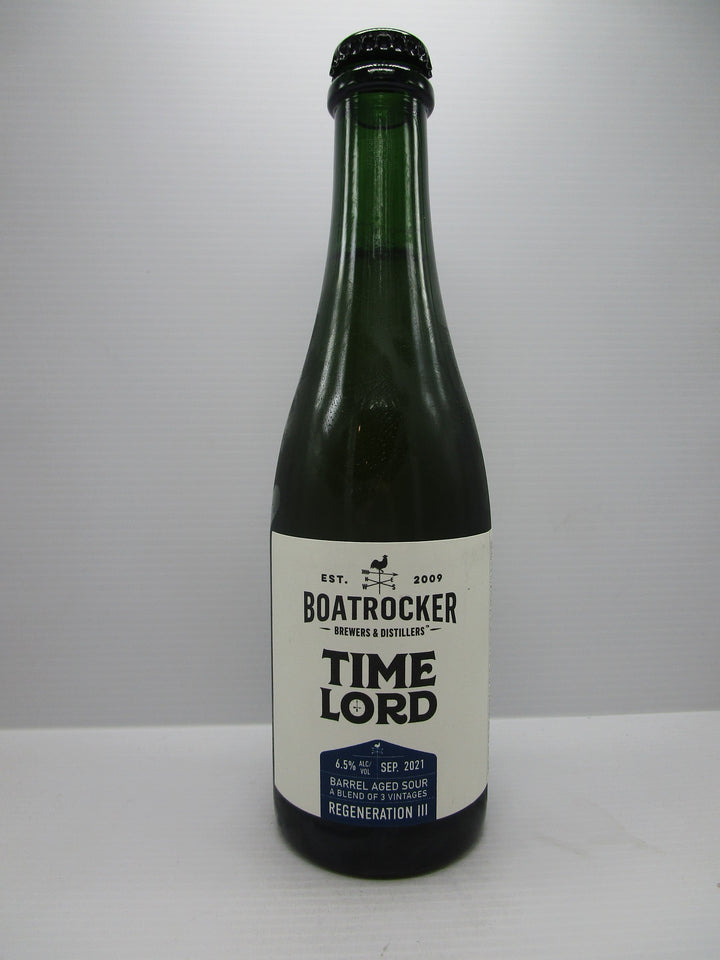 EST. 2009
N E
W S
BOATROCKER
BREWERS & DISTILLERS
TIME
LORD
6.5% ALC/VOL SEP. 2021
BARREL AGED SOUR
A BLEND OF 3 VINTAGES
REGENERATION III